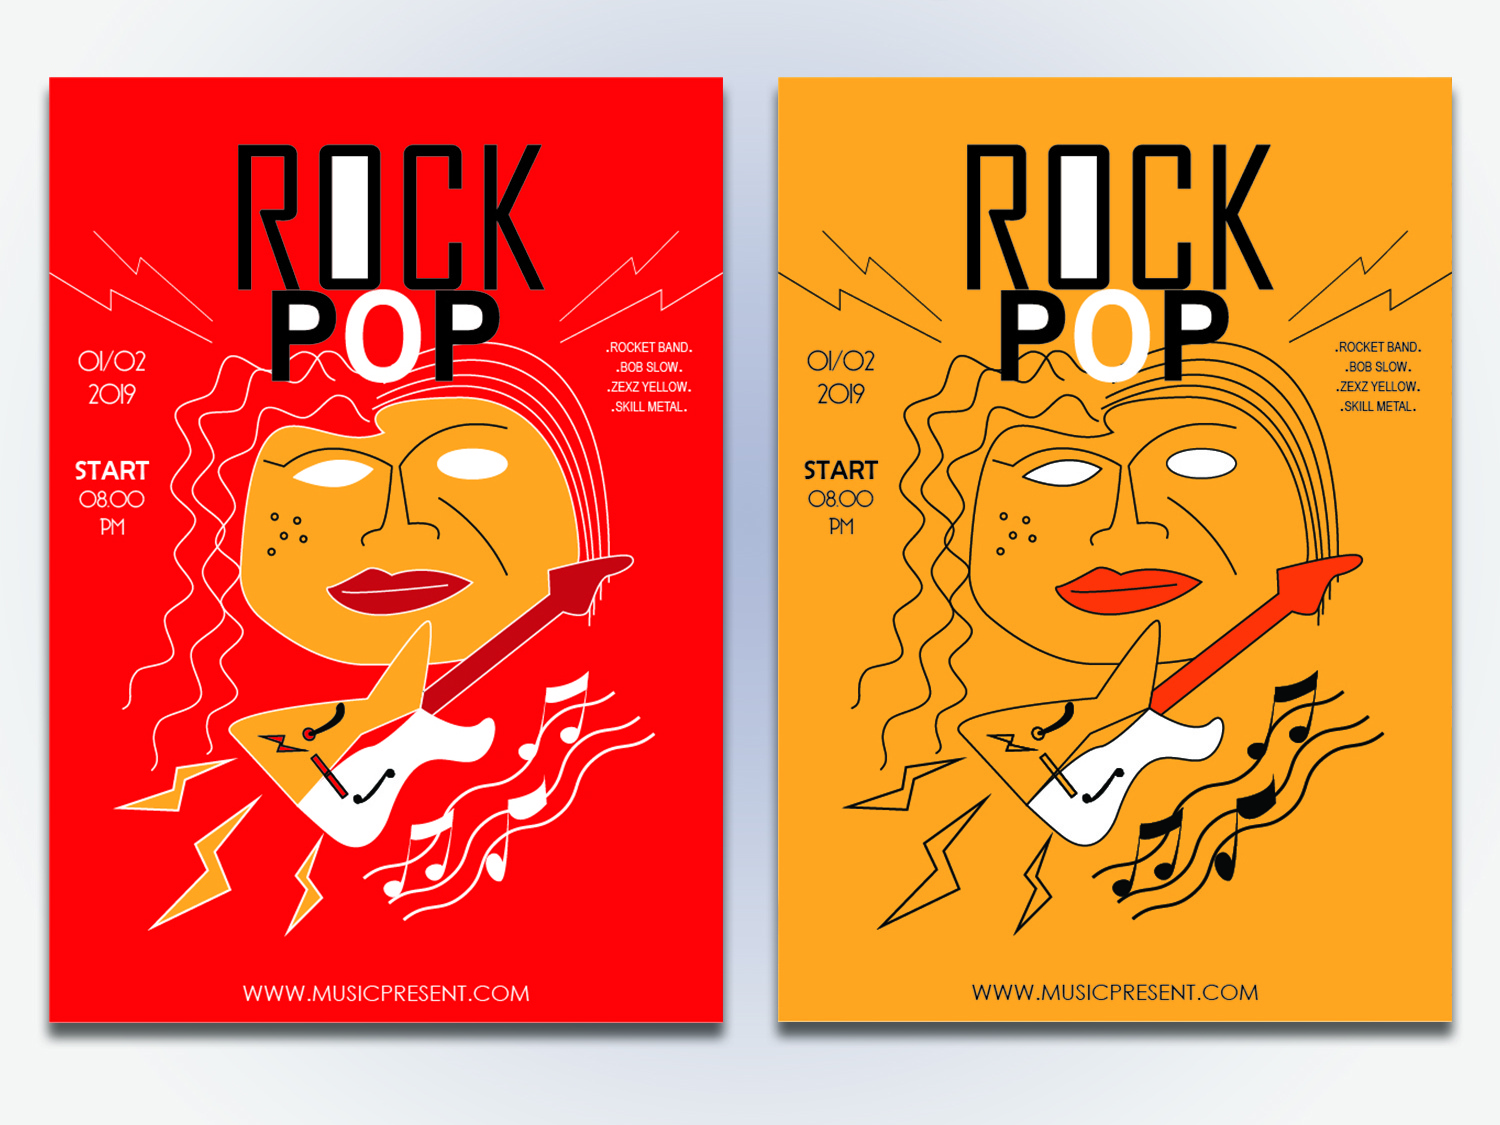 ROCK
POP
01/02
2019
START
08.00
PM
.ROCKET BAND.
.BOB SLOW.
.ZEXZ YELLOW.
.SKILL METAL.
WWW.MUSICPRESENT.COM
ROCK
POP
01/02
2019
START
08.00
PM
.ROCKET BAND.
.BOB SLOW.
.ZEXZ YELLOW.
.SKILL METAL.
WWW.MUSICPRESENT.COM